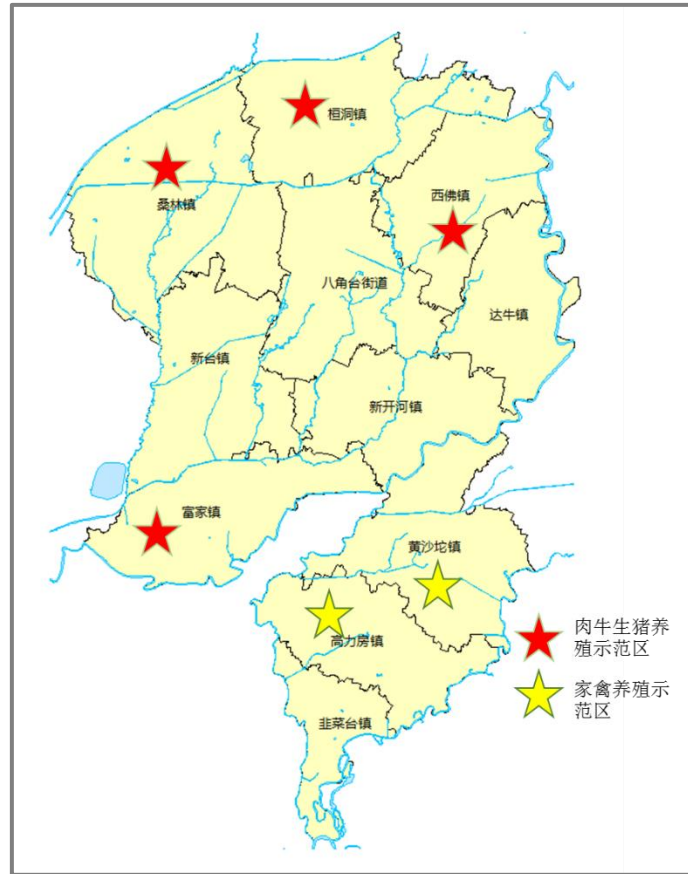 桓洞镇
西佛镇
桑林镇
八角台街道
达牛镇
新台镇
新开河镇
富家镇
黄沙坨镇
肉牛生猪养
殖示范区
高力房镇
家禽养殖示
范区
韭菜台镇